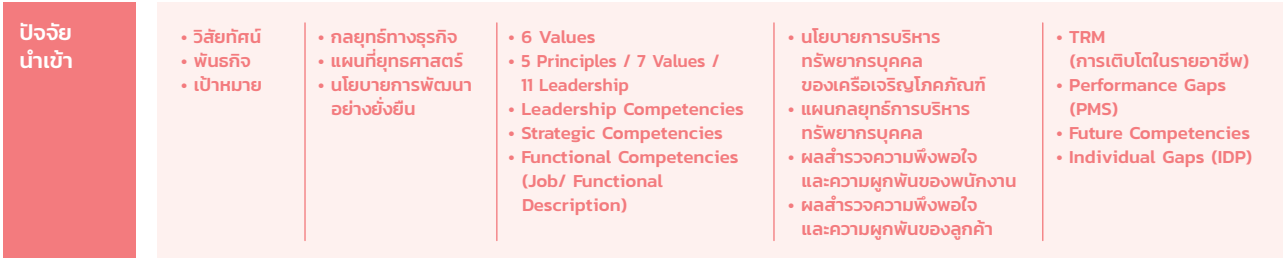 ปัจจัย
นำเข้า
• วิสัยทัศน์
• พันธกิจ
• เป้าหมาย
• กลยุทธ์ทางธุรกิจ
• แผนที่ยุทธศาสตร์
• นโยบายการพัฒนา
อย่างยั่งยืน
• 6 Values
• 5 Principles / 7 Values /
11 Leadership
• Leadership Competencies
• Strategic Competencies
• Functional Competencies
(Job/ Functional
Description)
• นโยบายการบริหาร
ทรัพยากรบุคคล
ของเครือเจริญโภคภัณฑ์
• แผนกลยุทธ์การบริหาร
ทรัพยากรบุคคล
• ผลสำรวจความพึงพอใจ
และความผูกพันของพนักงาน
• ผลสำรวจความพึงพอใจ
และความผูกพันของลูกค้า
• TRM
(การเติบโตในรายอาชีพ)
• Performance Gaps
(PMS)
• Future Competencies
• Individual Gaps (IDP)